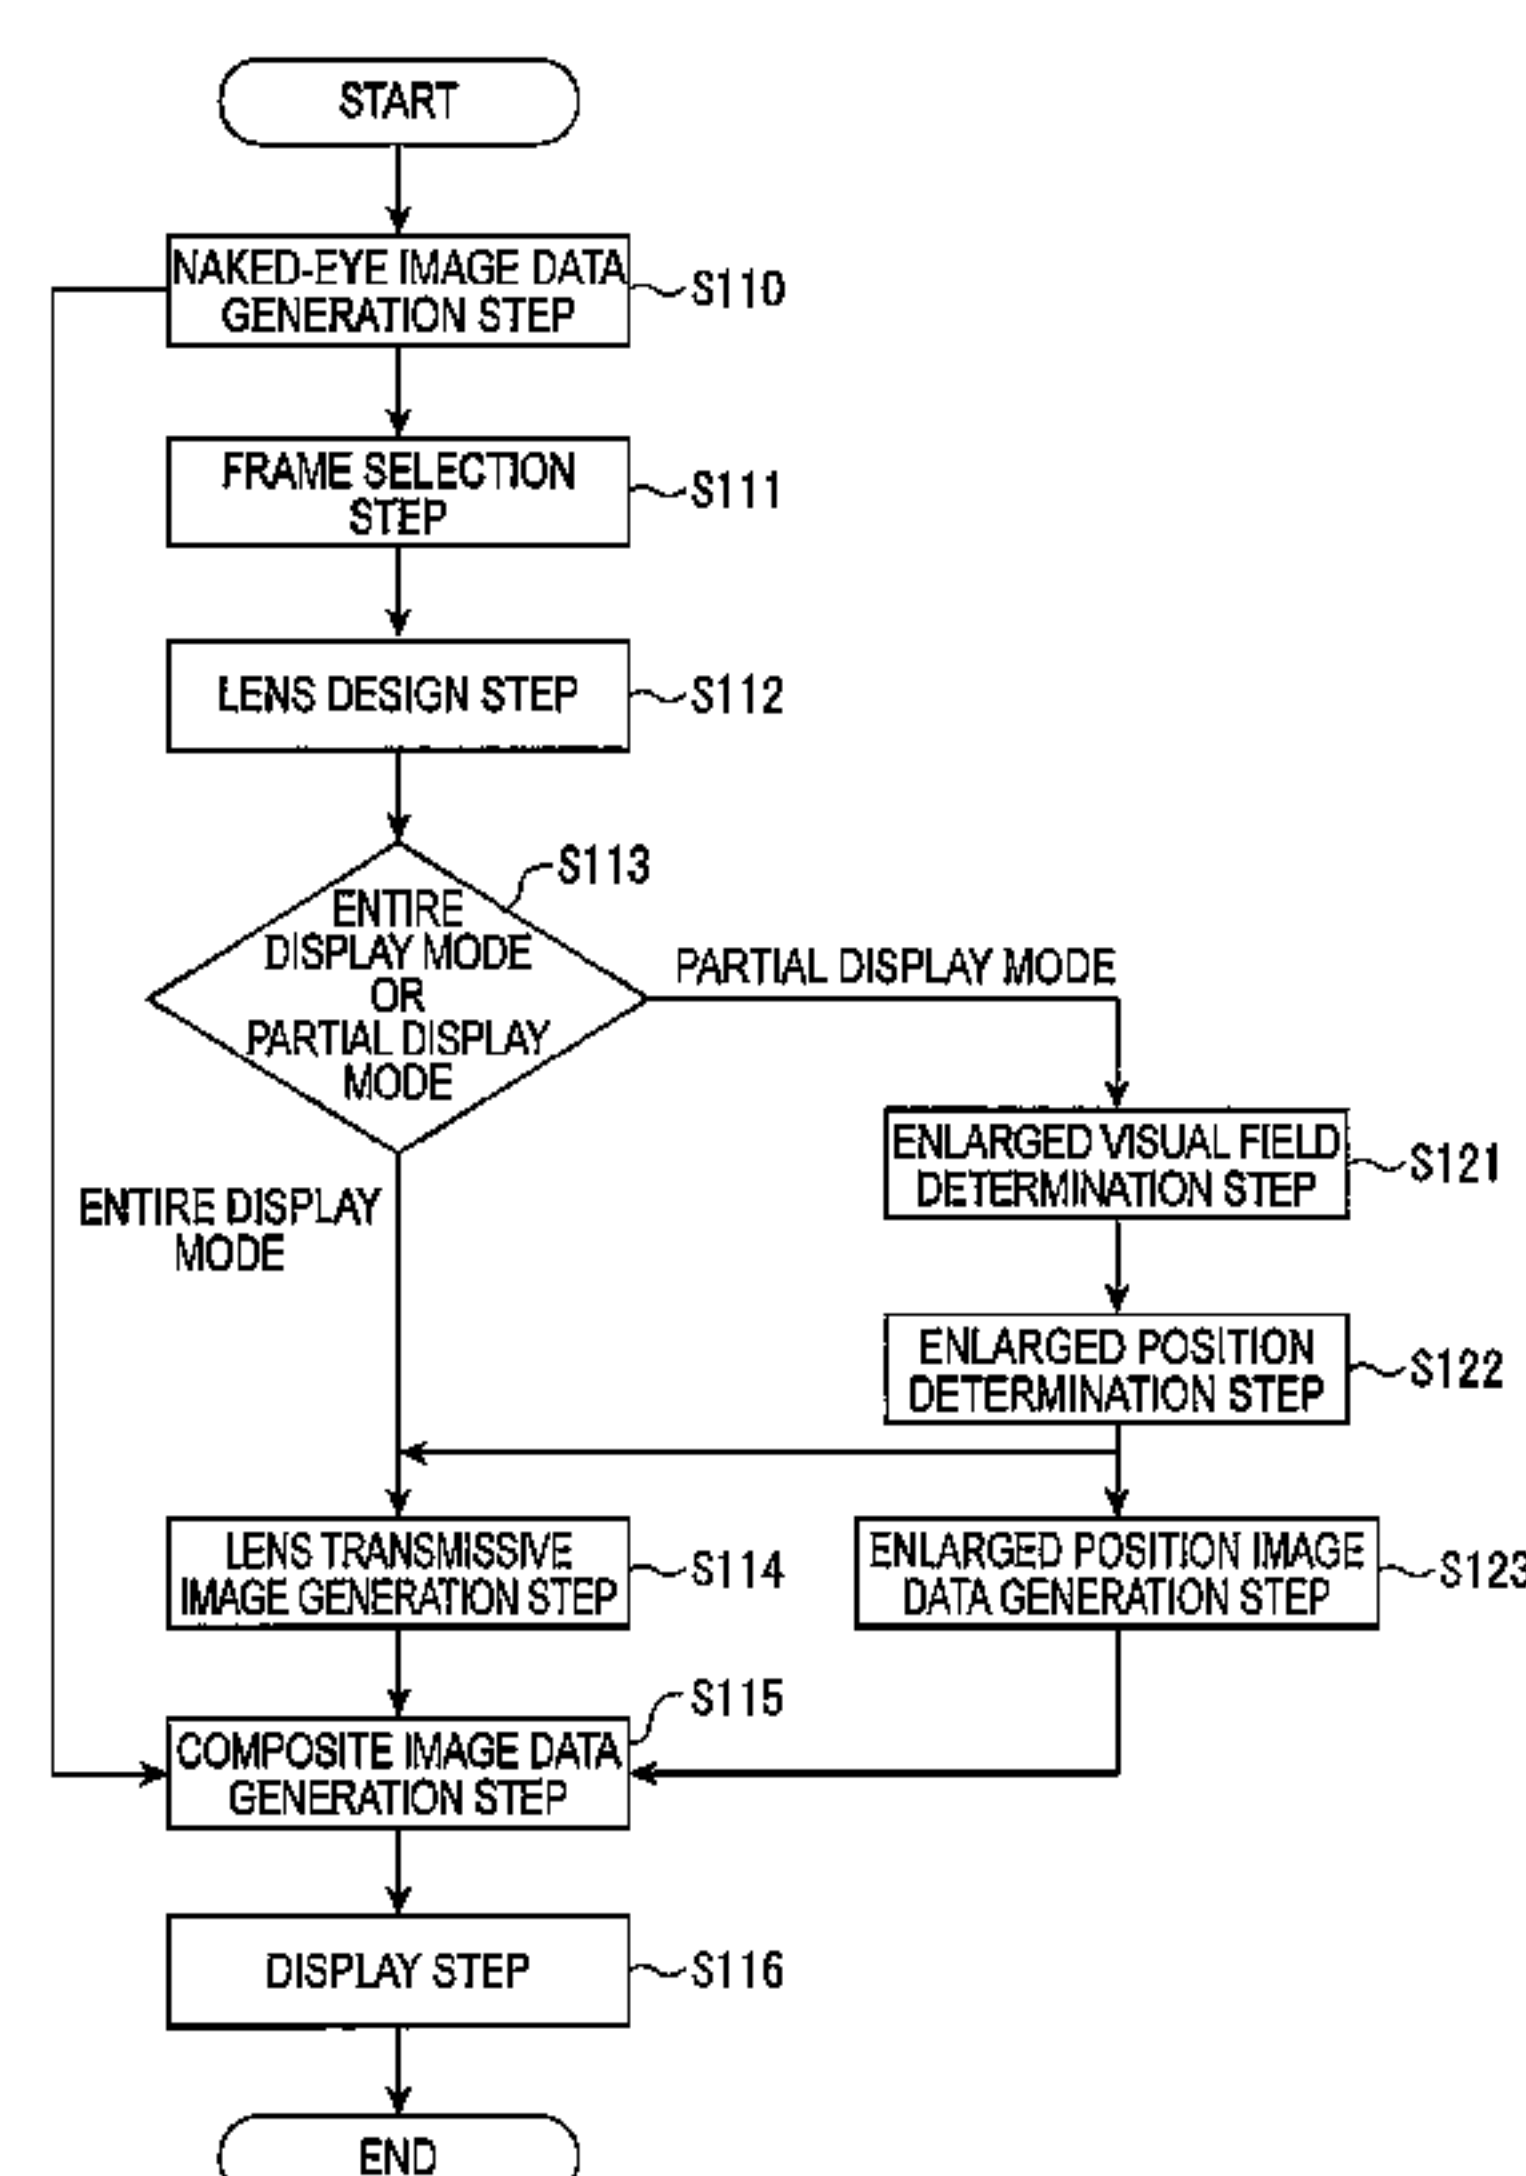 START
NAKED-EYE IMAGE DATA
GENERATION STEP
S110
FRAME SELECTION
STEP
S111
LENS DESIGN STEP
S112
S113
ENTIRE
DISPLAY MODE
OR
PARTIAL DISPLAY
MODE
PARTIAL DISPLAY MODE
ENTIRE DISPLAY
MODE
ENLARGED VISUAL FIELD
DETERMINATION STEP
S121
ENLARGED POSITION
DETERMINATION STEP
S122
LENS TRANSMISSIVE
IMAGE GENERATION STEP
S114
ENLARGED POSITION IMAGE
DATA GENERATION STEP
S123
S115
COMPOSITE IMAGE DATA
GENERATION STEP
DISPLAY STEP
S116
END